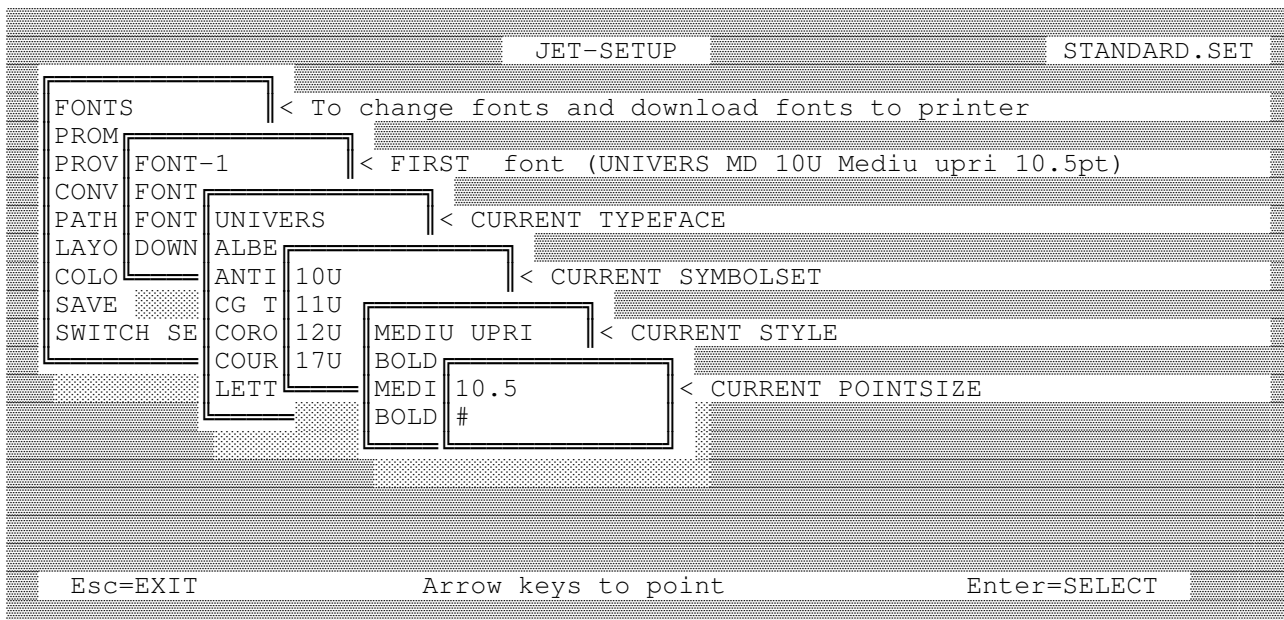 JET-SETUP STANDARD.SET
FONTS < To change fonts and download fonts to printer
PROM
PROV FONT-1 < FIRST font (UNIVERS MD 10U Mediu upri 10.5pt)
CONV FONT
PATH FONT UNIVERS < CURRENT TYPEFACE
LAYO DOWN ALBE
COLO ANTI 10U < CURRENT SYMBOLSET
SAVE CG T 11U
SWITCH SE CORO 12U MEDIU UPRI < CURRENT STYLE
COUR 17U BOLD
LETT MEDI 10.5 < CURRENT POINTSIZE
BOLD #
Esc=EXIT Arrow keys to point Enter=SELECT